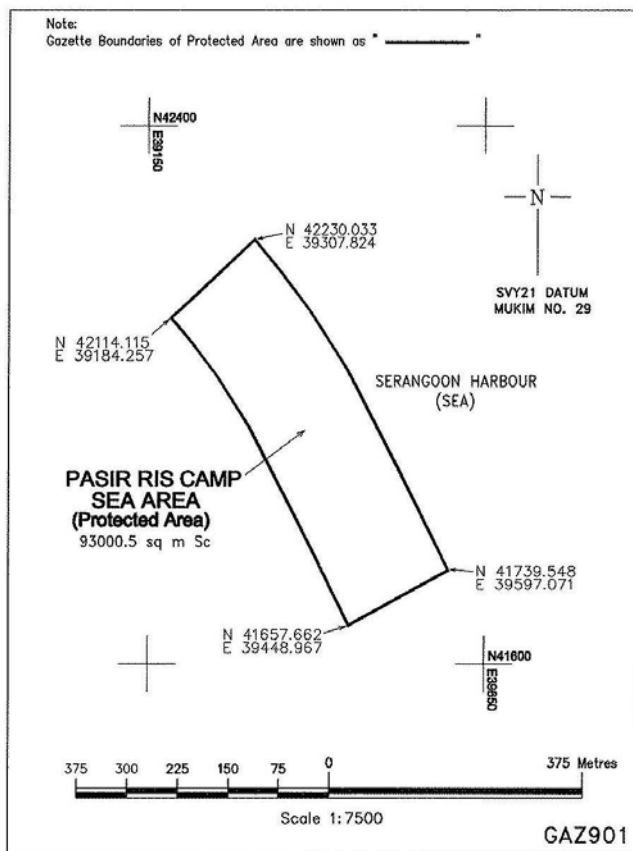 Note:
Gazette Boundaries of Protected Area are shown as " "
N42400
E39150
N
N 42230.033
E 39307.824
SVY21 DATUM
MUKIM NO. 29
N 42114.115
E 39184.257
SERANGOON HARBOUR
(SEA)
PASIR RIS CAMP
SEA AREA
(Protected Area)
93000.5 sq m Sc
N 41739.548
E 39597.071
N 41657.662
E 39448.967
N41600
E39650
375 300 225 150 75 0 375 Metres
Scale 1:7500
GAZ901